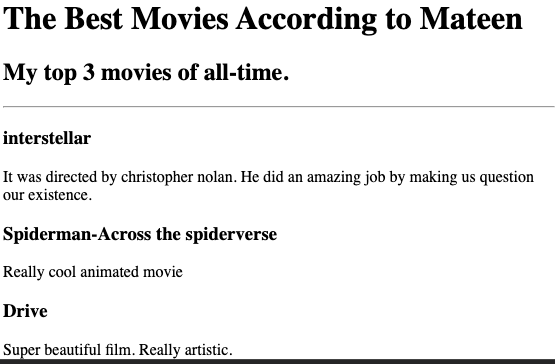 The Best Movies According to Mateen
My top 3 movies of all-time.
interstellar
It was directed by christopher nolan. He did an amazing job by making us question
our existence.
Spiderman-Across the spiderverse
Really cool animated movie
Drive
Super beautiful film. Really artistic.